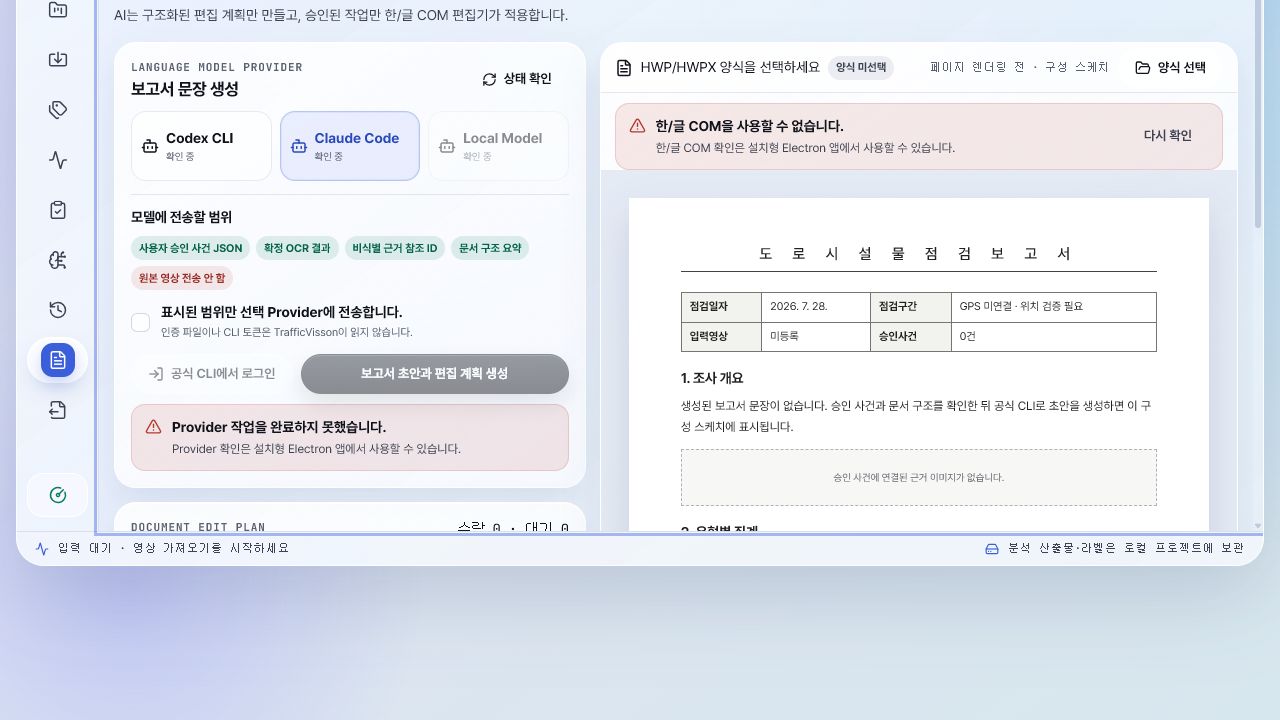 AI는 구조화된 편집 계획만 만들고, 승인된 작업만 한/글 COM 편집기가 적용합니다.
LANGUAGE MODEL PROVIDER
보고서 문장 생성
상태 확인
Codex CLI
확인 중
Claude Code
확인 중
Local Model
확인 중
모델에 전송할 범위
사용자 승인 사건 JSON
확정 OCR 결과
비식별 근거 참조 ID
문서 구조 요약
원본 영상 전송 안 함
표시된 범위만 선택 Provider에 전송합니다.
인증 파일이나 CLI 토큰은 TrafficVisson이 읽지 않습니다.
공식 CLI에서 로그인
보고서 초안과 편집 계획 생성
Provider 작업을 완료하지 못했습니다.
Provider 확인은 설치형 Electron 앱에서 사용할 수 있습니다.
DOCUMENT EDIT PLAN
수락 0 · 대기 0
HWP/HWPX 양식을 선택하세요
양식 미선택
페이지 렌더링 전 · 구성 스케치
양식 선택
한/글 COM을 사용할 수 없습니다.
한/글 COM 확인은 설치형 Electron 앱에서 사용할 수 있습니다.
다시 확인
도 로 시 설 물 점 검 보 고 서
점검일자 2026. 7. 28. 점검구간 GPS 미연결 · 위치 검증 필요
입력영상 미등록 승인사건 0건
1. 조사 개요
생성된 보고서 문장이 없습니다. 승인 사건과 문서 구조를 확인한 뒤 공식 CLI로 초안을 생성하면 이 구
성 스케치에 표시됩니다.
승인 사건에 연결된 근거 이미지가 없습니다.
2. 유형별 집계
입력 대기 · 영상 가져오기를 시작하세요
분석 산출물·라벨은 로컬 프로젝트에 보관